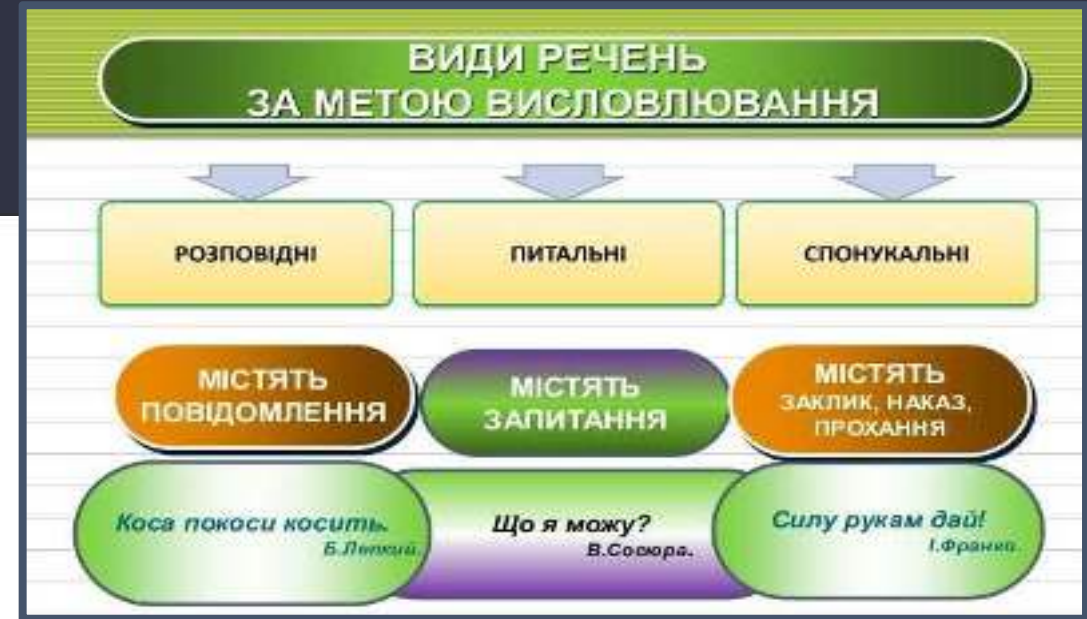 ВИДИ РЕЧЕНЬ
ЗА МЕТОЮ ВИСЛОВЛЮВАННЯ
РОЗПОВІДНІ
ПИТАЛЬНІ
СПОНУКАЛЬНІ
МІСТЯТЬ
ПОВІДОМЛЕННЯ
МІСТЯТЬ
ЗАПИТАННЯ
МІСТЯТЬ
ЗАКЛИК, НАКАЗ,
ПРОХАННЯ
Коса покоси косить.
Б.Лепкий.
Що я можу?
В.Сосюра.
Силу рукам дай!
І.Франко.